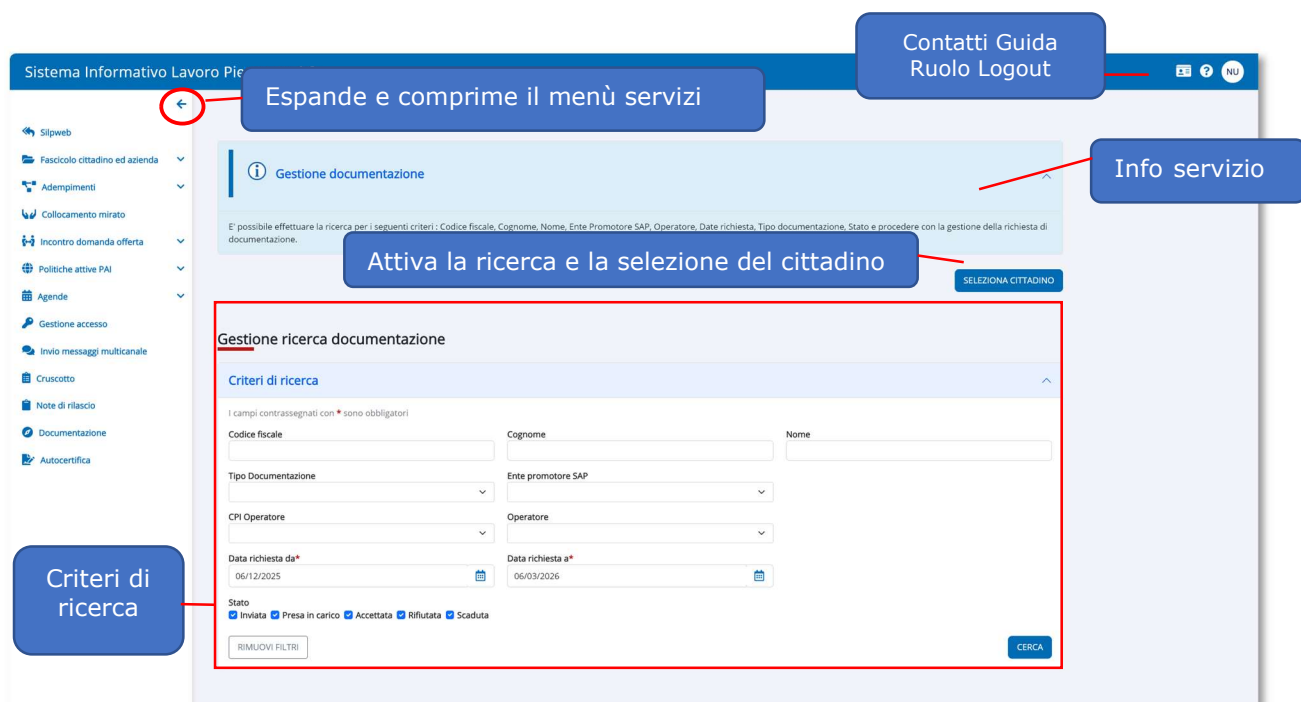 Contatti Guida
Ruolo Logout
Sistema Informativo Lavoro Pie
NU
Espande e comprime il menù servizi
Silpweb
Fascicolo cittadino ed azienda
Adempimenti
Collocamento mirato
Incontro domanda offerta
Politiche attive PAI
Agende
Gestione accesso
Invio messaggi multicanale
Cruscotto
Note di rilascio
Documentazione
Autocertifica
Gestione documentazione
Info servizio
E' possibile effettuare la ricerca per i seguenti criteri : Codice fiscale, Cognome, Nome, Ente Promotore SAP, Operatore, Date richiesta, Tipo documentazione, Stato e procedere con la gestione della richiesta di
documentazione.
Attiva la ricerca e la selezione del cittadino
SELEZIONA CITTADINO
Gestione ricerca documentazione
Criteri di ricerca
I campi contrassegnati con * sono obbligatori
Codice fiscale Cognome Nome
Tipo Documentazione Ente promotore SAP
CPI Operatore Operatore
Data richiesta da* Data richiesta a*
06/12/2025 06/03/2026
Stato
Inviata Presa in carico Accettata Rifiutata Scaduta
RIMUOVI FILTRI CERCA
Criteri di
ricerca